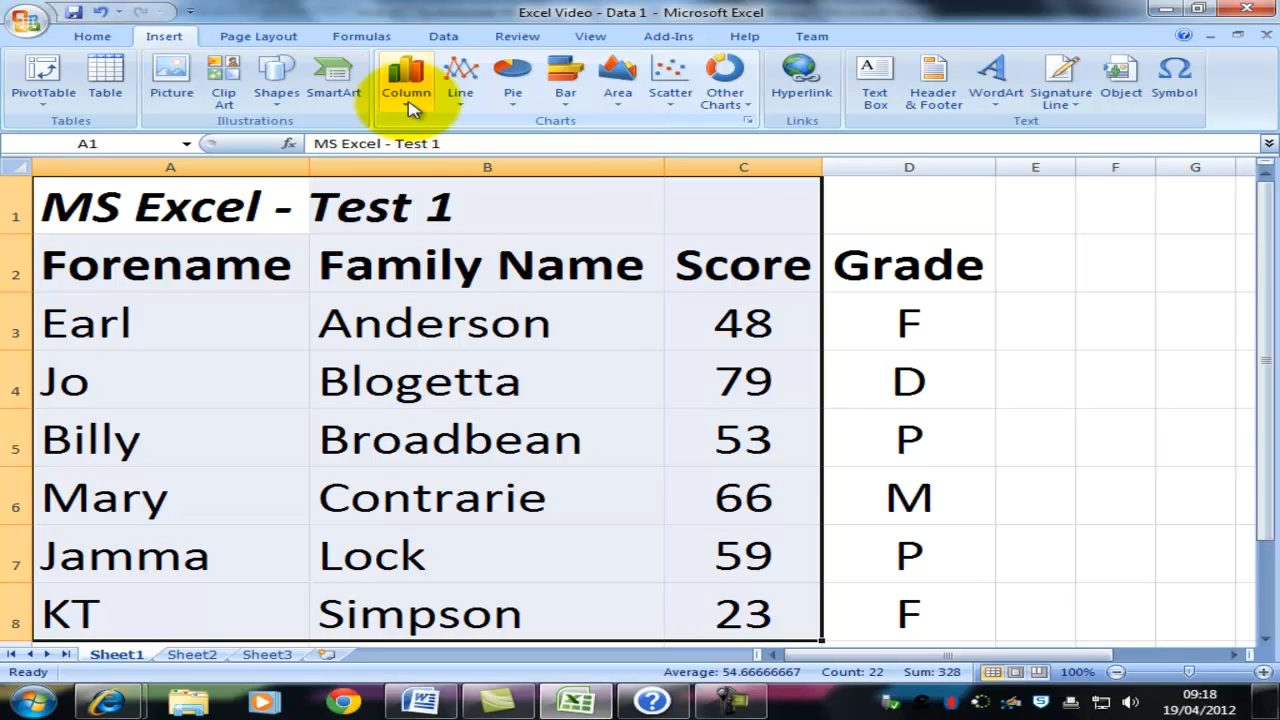 Excel Video - Data 1 - Microsoft Excel
Home Insert Page Layout Formulas Data Review View Add-Ins Help Team
PivotTable Table Picture Clip Art Shapes SmartArt Column Line Pie Bar Area Scatter Other Charts Hyperlink Text Box Header & Footer WordArt Signature Line Object Symbol
Tables Illustrations Charts Links Text
A1 fx MS Excel - Test 1
A B C D E F G
1 MS Excel - Test 1
2 Forename Family Name Score Grade
3 Earl Anderson 48 F
4 Jo Blogetta 79 D
5 Billy Broadbean 53 P
6 Mary Contrarie 66 M
7 Jamma Lock 59 P
8 KT Simpson 23 F
Sheet1 Sheet2 Sheet3
Ready Average: 54.66666667 Count: 22 Sum: 328 100%
09:18
19/04/2012